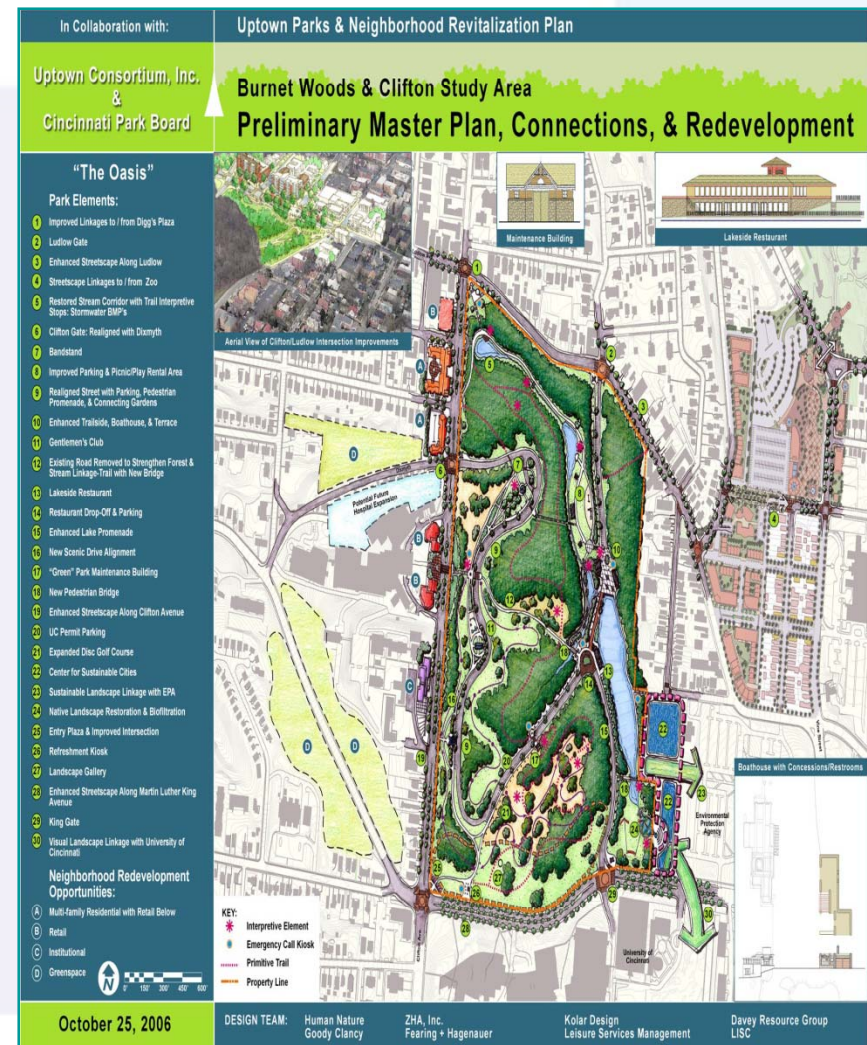 In Collaboration with:
Uptown Consortium, Inc.
&
Cincinnati Park Board
Uptown Parks & Neighborhood Revitalization Plan
Burnet Woods & Clifton Study Area
Preliminary Master Plan, Connections, & Redevelopment
"The Oasis"
Park Elements:
1 Improved Linkages to / from Digg's Plaza
2 Ludlow Gate
3 Enhanced Streetscape Along Ludlow
4 Streetscape Linkages to / from Zoo
5 Restored Stream Corridor with Trail Interpretive
Stops: Stormwater BMP's
6 Clifton Gate: Realigned with Dixmyth
7 Bandstand
8 Improved Parking & Picnic/Play Rental Area
9 Realigned Street with Parking, Pedestrian
Promenade, & Connecting Gardens
10 Enhanced Trailside, Boathouse, & Terrace
11 Gentlemen's Club
12 Existing Road Removed to Strengthen Forest &
Stream Linkage-Trail with New Bridge
13 Lakeside Restaurant
14 Restaurant Drop-Off & Parking
15 Enhanced Lake Promenade
16 New Scenic Drive Alignment
17 "Green" Park Maintenance Building
18 New Pedestrian Bridge
19 Enhanced Streetscape Along Clifton Avenue
20 UC Permit Parking
21 Expanded Disc Golf Course
22 Center for Sustainable Cities
23 Sustainable Landscape Linkage with EPA
24 Native Landscape Restoration & Biofiltration
25 Entry Plaza & Improved Intersection
26 Refreshment Kiosk
27 Landscape Gallery
28 Enhanced Streetscape Along Martin Luther King
Avenue
29 King Gate
30 Visual Landscape Linkage with University of
Cincinnati
Neighborhood Redevelopment
Opportunities:
A Multi-family Residential with Retail Below
B Retail
C Institutional
D Greenspace
N
0' 150' 300' 450' 600'
October 25, 2006
Aerial View of Clifton/Ludlow Intersection Improvements
Maintenance Building
Lakeside Restaurant
Potential Future
Hospital Expansion
Vine Street
Boathouse with Concessions/Restrooms
Environmental
Protection
Agency
University of
Cincinnati
KEY:
Interpretive Element
Emergency Call Kiosk
Primitive Trail
Property Line
DESIGN TEAM:
Human Nature
Goody Clancy
ZHA, Inc.
Fearing + Hagenauer
Kolar Design
Leisure Services Management
Davey Resource Group
LISC